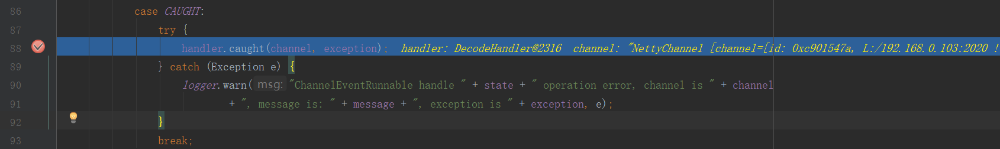 86 case CAUGHT:
87 try {
88 handler.caught(channel, exception); handler: DecodeHandler@2316 channel: "NettyChannel [channel=[id: 0xc901547a, L:/192.168.0.103:2020 !
89 } catch (Exception e) {
90 logger.warn( msg: "ChannelEventRunnable handle " + state + " operation error, channel is " + channel
91 + ", message is: " + message + ", exception is " + exception, e);
92 }
93 break;